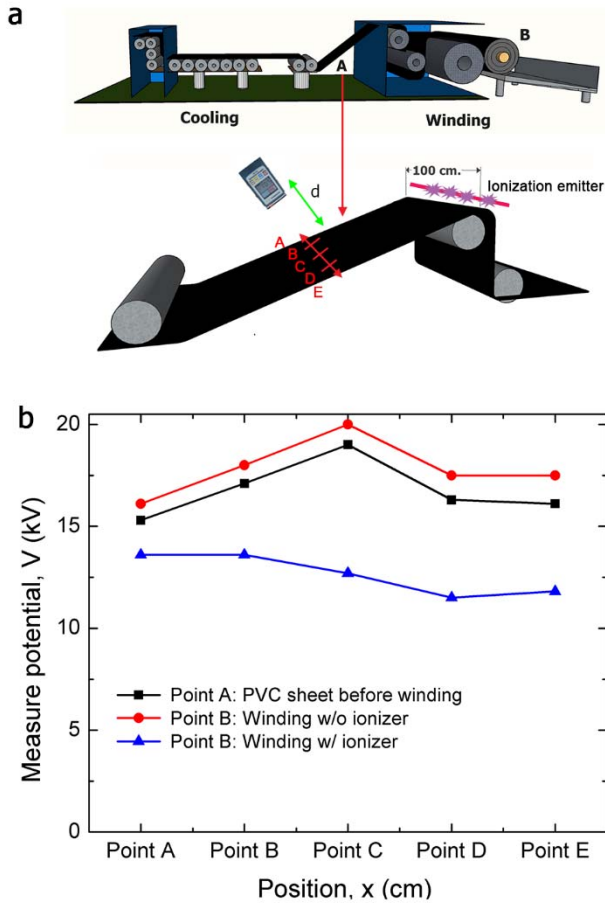 a
B
A
Cooling
Winding
100 cm.
Ionization emitter
d
A
B
C
D
E
b
20
15
10
5
0
Measure potential, V (kV)
Point A: PVC sheet before winding
Point B: Winding w/o ionizer
Point B: Winding w/ ionizer
Point A Point B Point C Point D Point E
Position, x (cm)